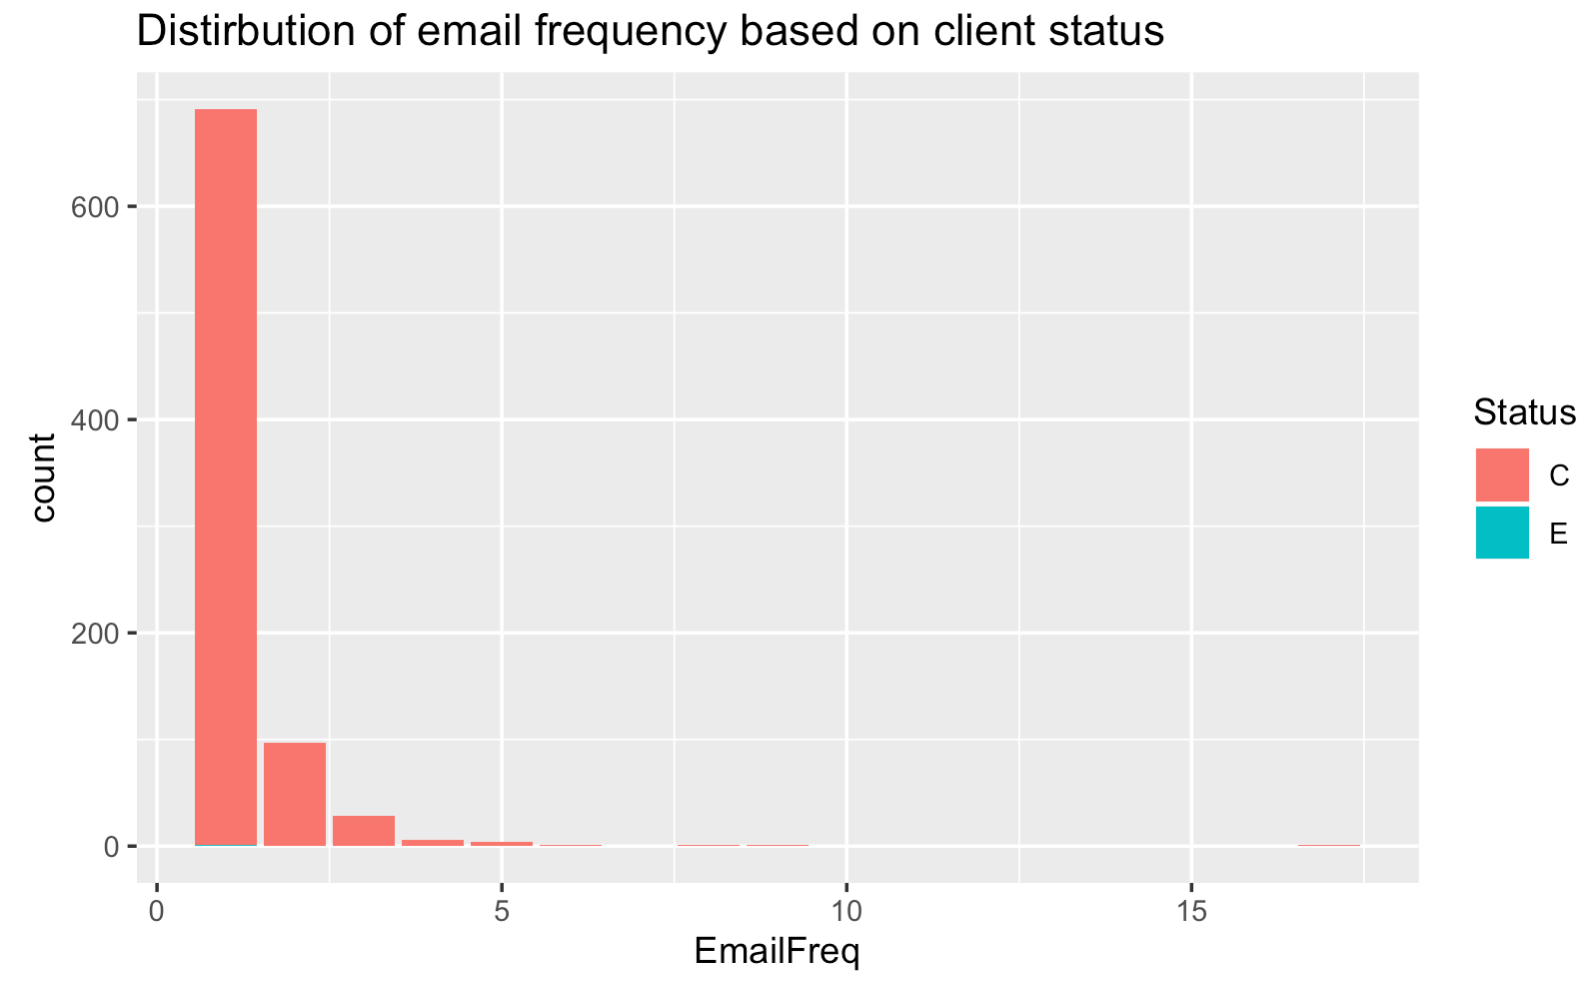 Distirbution of email frequency based on client status
600
400
200
0
count
0 5 10 15
EmailFreq
Status
C
E